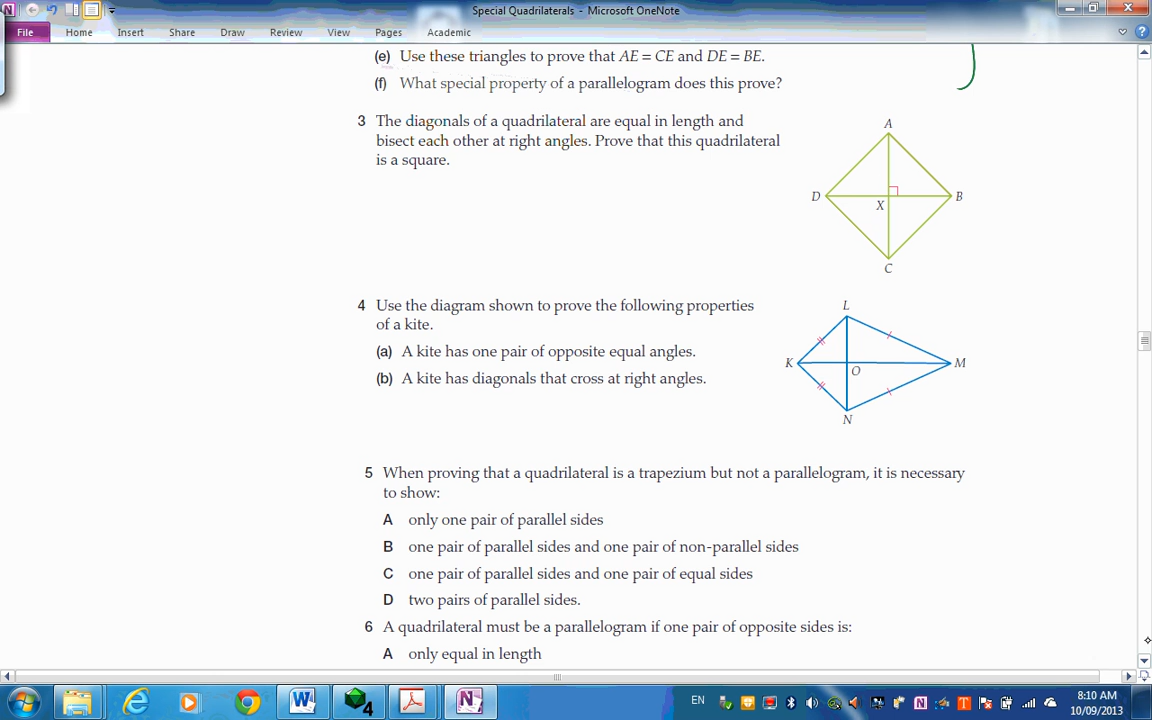 Special Quadrilaterals - Microsoft OneNote
File Home Insert Share Draw Review View Pages Academic
(e) Use these triangles to prove that AE = CE and DE = BE.
(f) What special property of a parallelogram does this prove?
3 The diagonals of a quadrilateral are equal in length and
bisect each other at right angles. Prove that this quadrilateral
is a square.
A
D
B
X
C
4 Use the diagram shown to prove the following properties
of a kite.
(a) A kite has one pair of opposite equal angles.
(b) A kite has diagonals that cross at right angles.
L
K
M
O
N
5 When proving that a quadrilateral is a trapezium but not a parallelogram, it is necessary
to show:
A only one pair of parallel sides
B one pair of parallel sides and one pair of non-parallel sides
C one pair of parallel sides and one pair of equal sides
D two pairs of parallel sides.
6 A quadrilateral must be a parallelogram if one pair of opposite sides is:
A only equal in length
EN
8:10 AM
10/09/2013